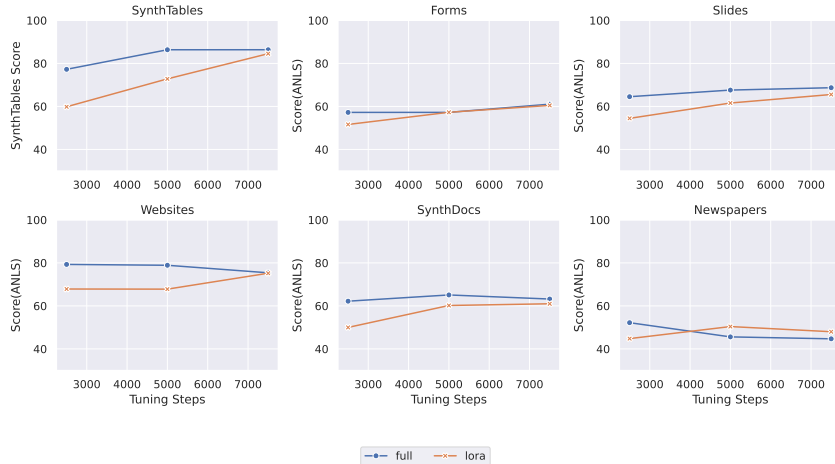 SynthTables
Forms
Slides
100
80
60
40
SynthTables Score
3000 4000 5000 6000 7000
100
80
60
40
Score(ANLS)
3000 4000 5000 6000 7000
100
80
60
40
Score(ANLS)
3000 4000 5000 6000 7000
Websites
SynthDocs
Newspapers
100
80
60
40
Score(ANLS)
3000 4000 5000 6000 7000
Tuning Steps
100
80
60
40
Score(ANLS)
3000 4000 5000 6000 7000
Tuning Steps
100
80
60
40
Score(ANLS)
3000 4000 5000 6000 7000
Tuning Steps
full lora